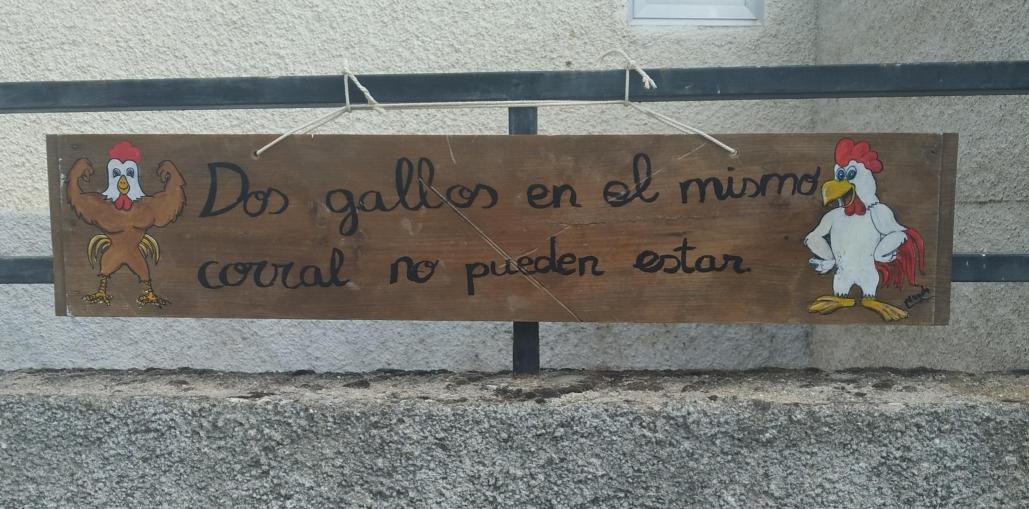 Dos gallos en el mismo
corral no pueden estar.